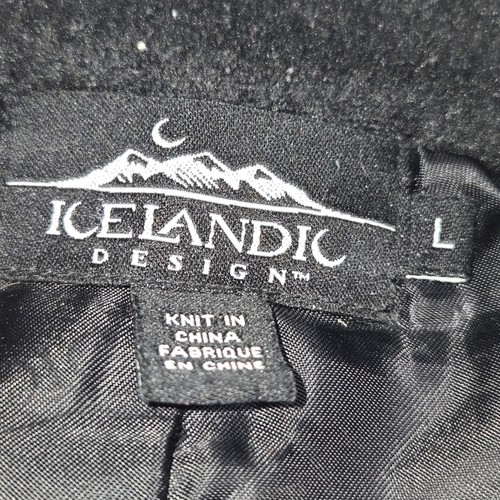 ICELANDIC
DESIGN™
L
KNIT IN
CHINA
FABRIQUE
EN CHINE